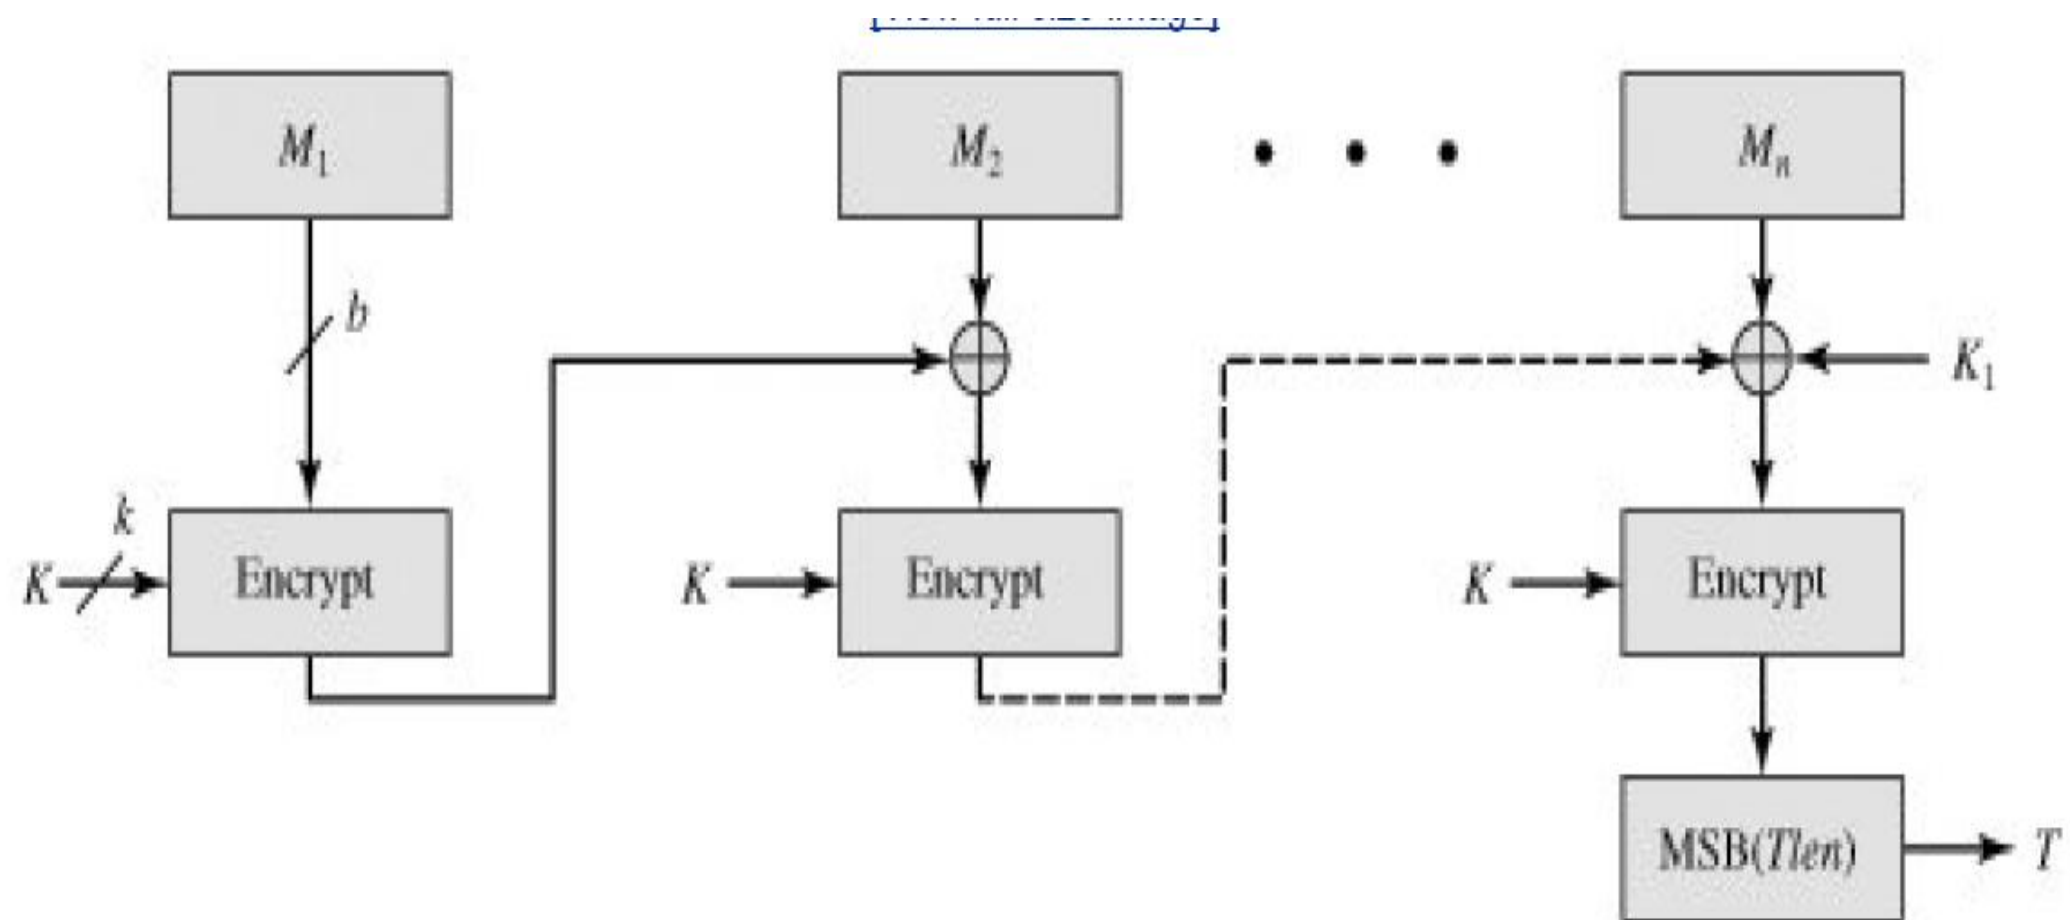 M₁
M₂
Mₙ
b
K₁
k
K
Encrypt
K
Encrypt
K
Encrypt
MSB(Tlen)
T